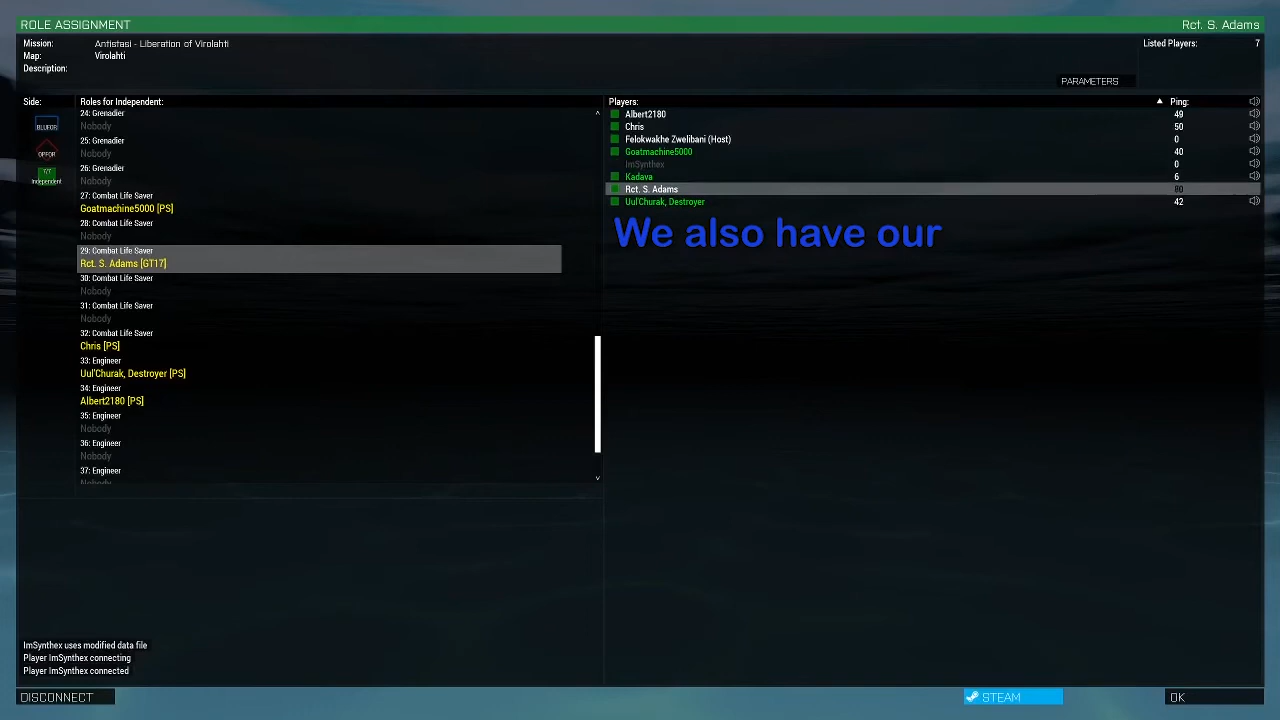 ROLE ASSIGNMENT
Rct. S. Adams
Mission: Antistasi - Liberation of Virolahti
Map: Virolahti
Description:
Listed Players: 7
PARAMETERS
Side:
BLUFOR
OPFOR
Independent
Roles for Independent:
24: Grenadier
Nobody
25: Grenadier
Nobody
26: Grenadier
Nobody
27: Combat Life Saver
Goatmachine5000 [PS]
28: Combat Life Saver
Nobody
29: Combat Life Saver
Rct. S. Adams [GT17]
30: Combat Life Saver
Nobody
31: Combat Life Saver
Nobody
32: Combat Life Saver
Chris [PS]
33: Engineer
Uul'Churak, Destroyer [PS]
34: Engineer
Albert2180 [PS]
35: Engineer
Nobody
36: Engineer
Nobody
37: Engineer
Nobody
Players: Ping:
Albert2180 49
Chris 50
Felokwakhe Zwelibani (Host) 0
Goatmachine5000 40
ImSynthex 0
Kadava 6
Rct. S. Adams 80
Uul'Churak, Destroyer 42
We also have our
ImSynthex uses modified data file
Player ImSynthex connecting
Player ImSynthex connected
DISCONNECT
STEAM
OK